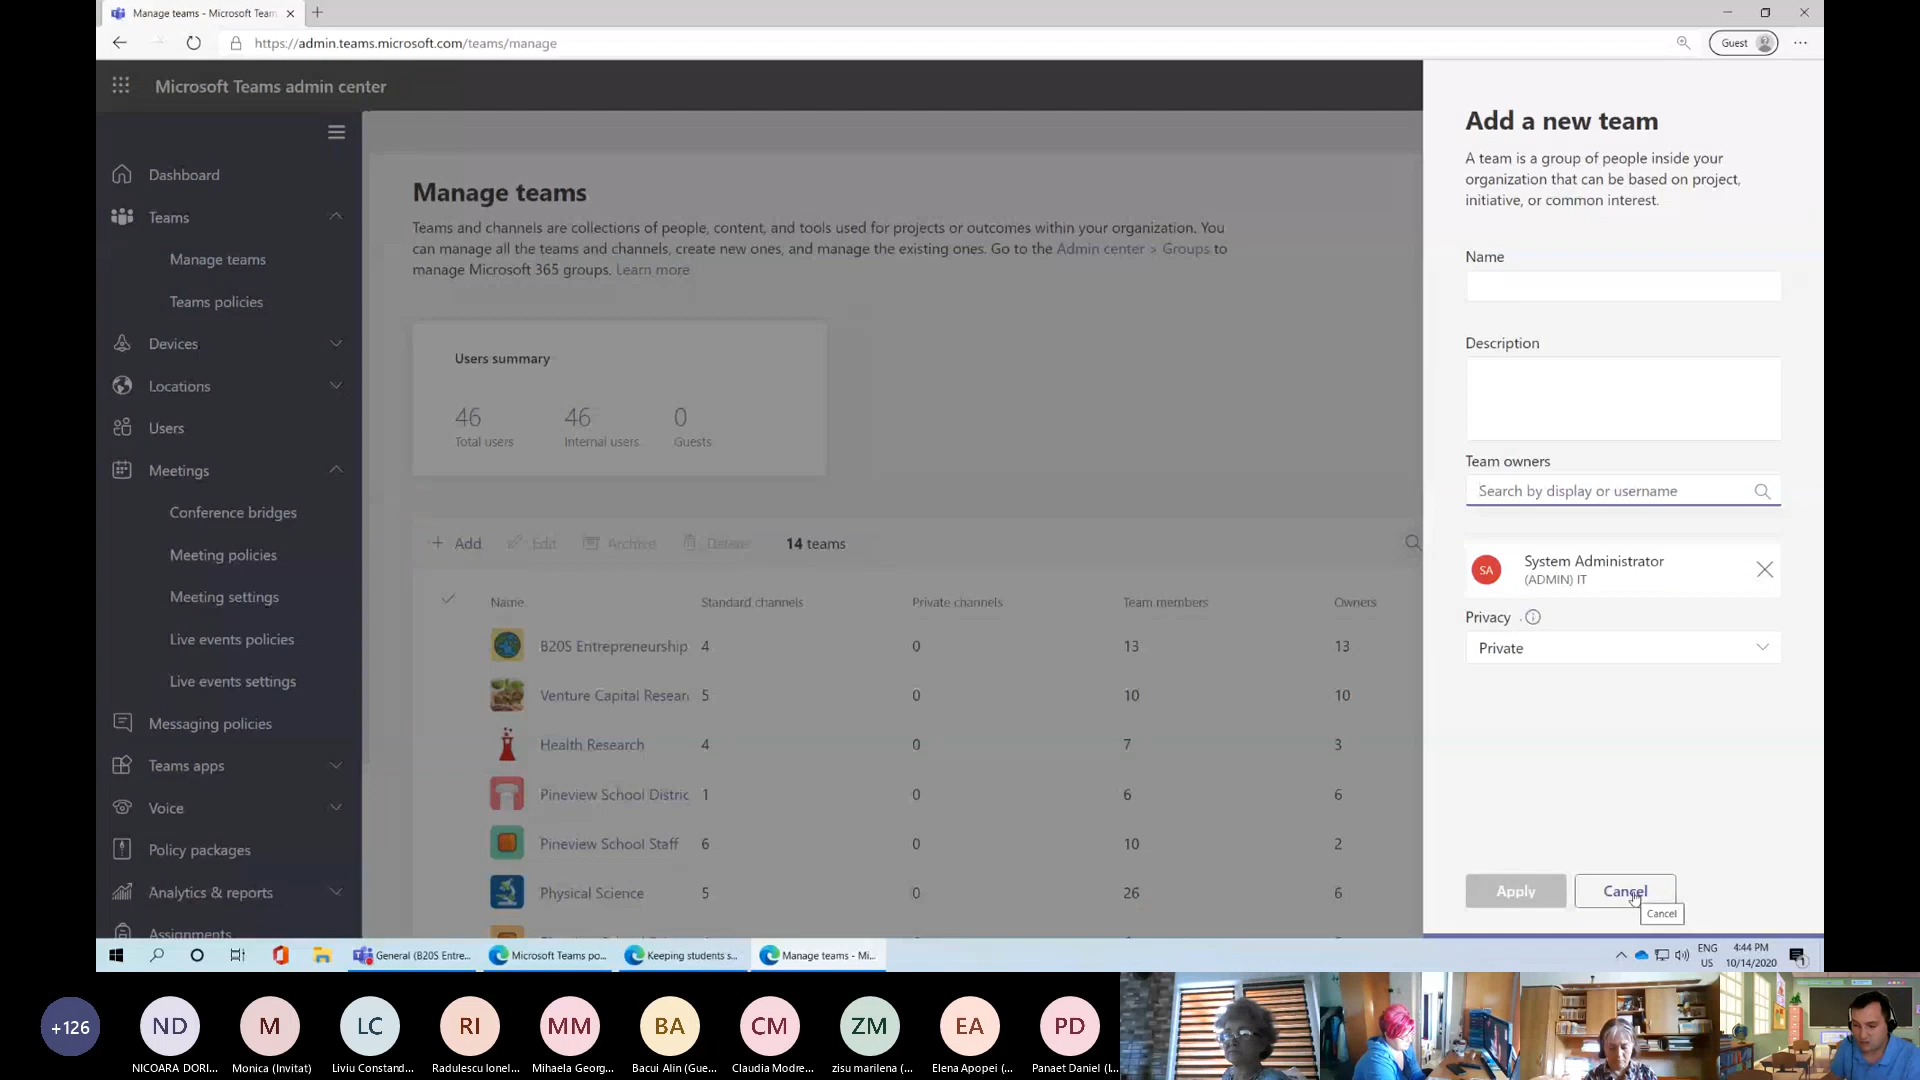 Manage teams - Microsoft Team
https://admin.teams.microsoft.com/teams/manage
Guest
Microsoft Teams admin center
Dashboard
Teams
Manage teams
Teams policies
Devices
Locations
Users
Meetings
Conference bridges
Meeting policies
Meeting settings
Live events policies
Live events settings
Messaging policies
Teams apps
Voice
Policy packages
Analytics & reports
Assignments
Manage teams
Teams and channels are collections of people, content, and tools used for projects or outcomes within your organization. You
can manage all the teams and channels, create new ones, and manage the existing ones. Go to the Admin center > Groups to
manage Microsoft 365 groups. Learn more
Users summary
46 46 0
Total users Internal users Guests
+ Add Edit Archive Delete 14 teams
Name Standard channels Private channels Team members Owners
B20S Entrepreneurship 4 0 13 13
Venture Capital Resear 5 0 10 10
Health Research 4 0 7 3
Pineview School Distric 1 0 6 6
Pineview School Staff 6 0 10 2
Physical Science 5 0 26 6
Add a new team
A team is a group of people inside your
organization that can be based on project,
initiative, or common interest.
Name
Description
Team owners
Search by display or username
SA System Administrator
(ADMIN) IT
Privacy
Private
Apply Cancel
Cancel
General (B20S Entre... Microsoft Teams po... Keeping students s... Manage teams - Mi...
ENG 4:44 PM
US 10/14/2020
+126 ND M LC RI MM BA CM ZM EA PD
NICOARA DORI... Monica (Invitat) Liviu Constand... Radulescu Ionel... Mihaela Georg... Bacui Alin (Gue... Claudia Modre... zisu marilena (... Elena Apopei (... Panaet Daniel (I...